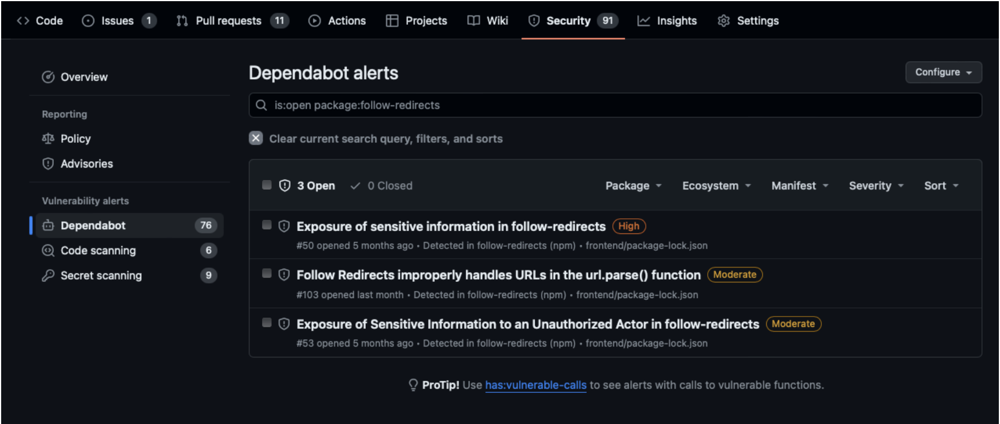 Code Issues 1 Pull requests 11 Actions Projects Wiki Security 91 Insights Settings
Overview
Reporting
Policy
Advisories
Vulnerability alerts
Dependabot 76
Code scanning 6
Secret scanning 9
Dependabot alerts
Configure
is:open package:follow-redirects
Clear current search query, filters, and sorts
3 Open 0 Closed Package Ecosystem Manifest Severity Sort
Exposure of sensitive information in follow-redirects High
#50 opened 5 months ago • Detected in follow-redirects (npm) • frontend/package-lock.json
Follow Redirects improperly handles URLs in the url.parse() function Moderate
#103 opened last month • Detected in follow-redirects (npm) • frontend/package-lock.json
Exposure of Sensitive Information to an Unauthorized Actor in follow-redirects Moderate
#53 opened 5 months ago • Detected in follow-redirects (npm) • frontend/package-lock.json
ProTip! Use has:vulnerable-calls to see alerts with calls to vulnerable functions.